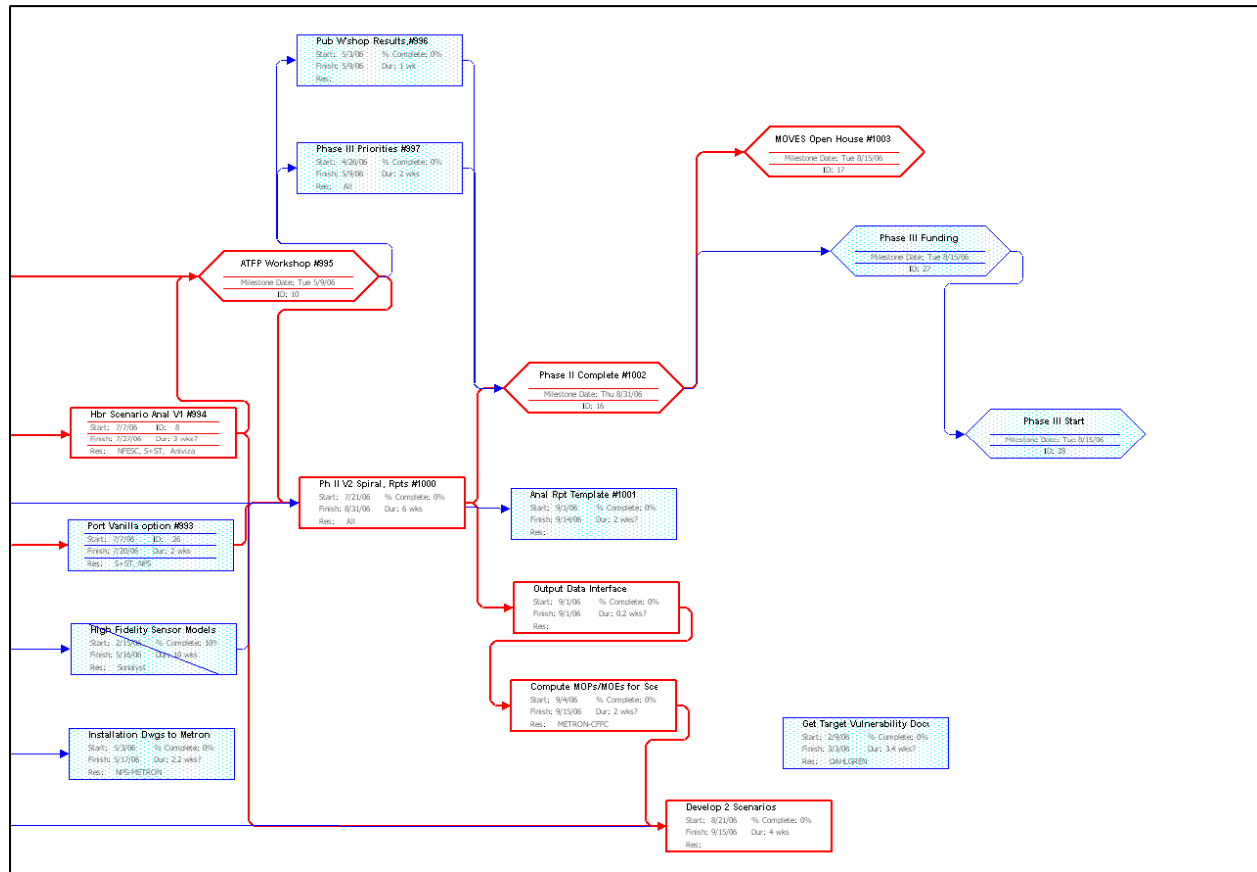 Pub W'shop Results,#996
Start: 5/3/06 % Complete: 0%
Finish: 5/9/06 Dur: 1 wk
Res:
Phase III Priorities #997
Start: 4/26/06 % Complete: 0%
Finish: 5/9/06 Dur: 2 wks
Res: All
MOVES Open House #1003
Milestone Date: Tue 8/15/06
ID: 17
Phase III Funding
Milestone Date: Tue 8/15/06
ID: 27
ATFP Workshop #995
Milestone Date: Tue 5/9/06
ID: 10
Phase II Complete #1002
Milestone Date: Thu 8/31/06
ID: 16
Phase III Start
Milestone Date: Tue 8/15/06
ID: 28
Hbr Scenario Anal V1 #994
Start: 7/7/06 ID: 8
Finish: 7/27/06 Dur: 3 wks?
Res: NFESC, S+ST, Aniviza
Ph II V2 Spiral, Rpts #1000
Start: 7/21/06 % Complete: 0%
Finish: 8/31/06 Dur: 6 wks
Res: All
Anal Rpt Template #1001
Start: 9/1/06 % Complete: 0%
Finish: 9/14/06 Dur: 2 wks?
Res:
Port Vanilla option #993
Start: 7/7/06 ID: 26
Finish: 7/20/06 Dur: 2 wks
Res: S+ST, NPS
Output Data Interface
Start: 9/1/06 % Complete: 0%
Finish: 9/1/06 Dur: 0.2 wks?
Res:
High Fidelity Sensor Models
Start: 2/15/06 % Complete: 10%
Finish: 5/16/06 Dur: 10 wks
Res: Sonalyst
Compute MOPs/MOEs for Sce
Start: 9/4/06 % Complete: 0%
Finish: 9/15/06 Dur: 2 wks?
Res: METRON-CFFC
Installation Dwgs to Metron
Start: 5/3/06 % Complete: 0%
Finish: 5/17/06 Dur: 2.2 wks?
Res: NPS-METRON
Get Target Vulnerability Docu
Start: 2/9/06 % Complete: 0%
Finish: 3/3/06 Dur: 3.4 wks?
Res: DAHLGREN
Develop 2 Scenarios
Start: 8/21/06 % Complete: 0%
Finish: 9/15/06 Dur: 4 wks
Res: